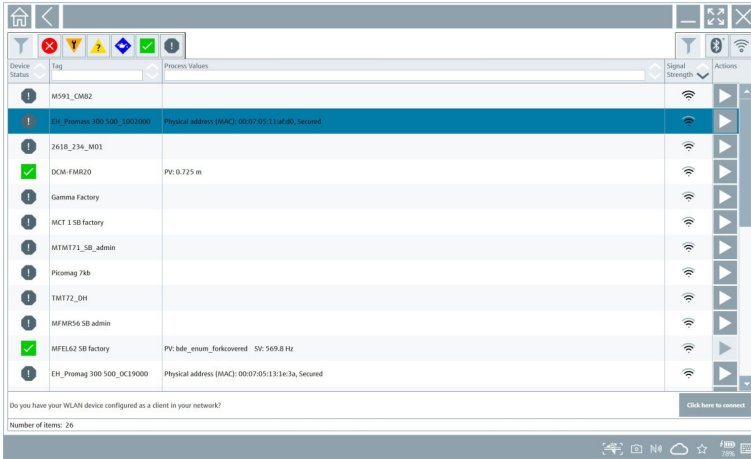 Device Status
Tag
Process Values
Signal Strength
Actions
M591_CM82
EH_Promass 300 500_1002000 Physical address (MAC): 00:07:05:11:af:d0, Secured
2618_234_M01
DCM-FMR20 PV: 0.725 m
Gamma Factory
MCT 1 SB factory
MTMT71_SB_admin
Picomag 7kb
TMT72_DH
MFMR56 SB admin
MFEL62 SB factory PV: bde_enum_forkcovered SV: 569.8 Hz
EH_Promag 300 500_0C19000 Physical address (MAC): 00:07:05:13:1e:3a, Secured
Do you have your WLAN device configured as a client in your network? Click here to connect
Number of items: 26
78%